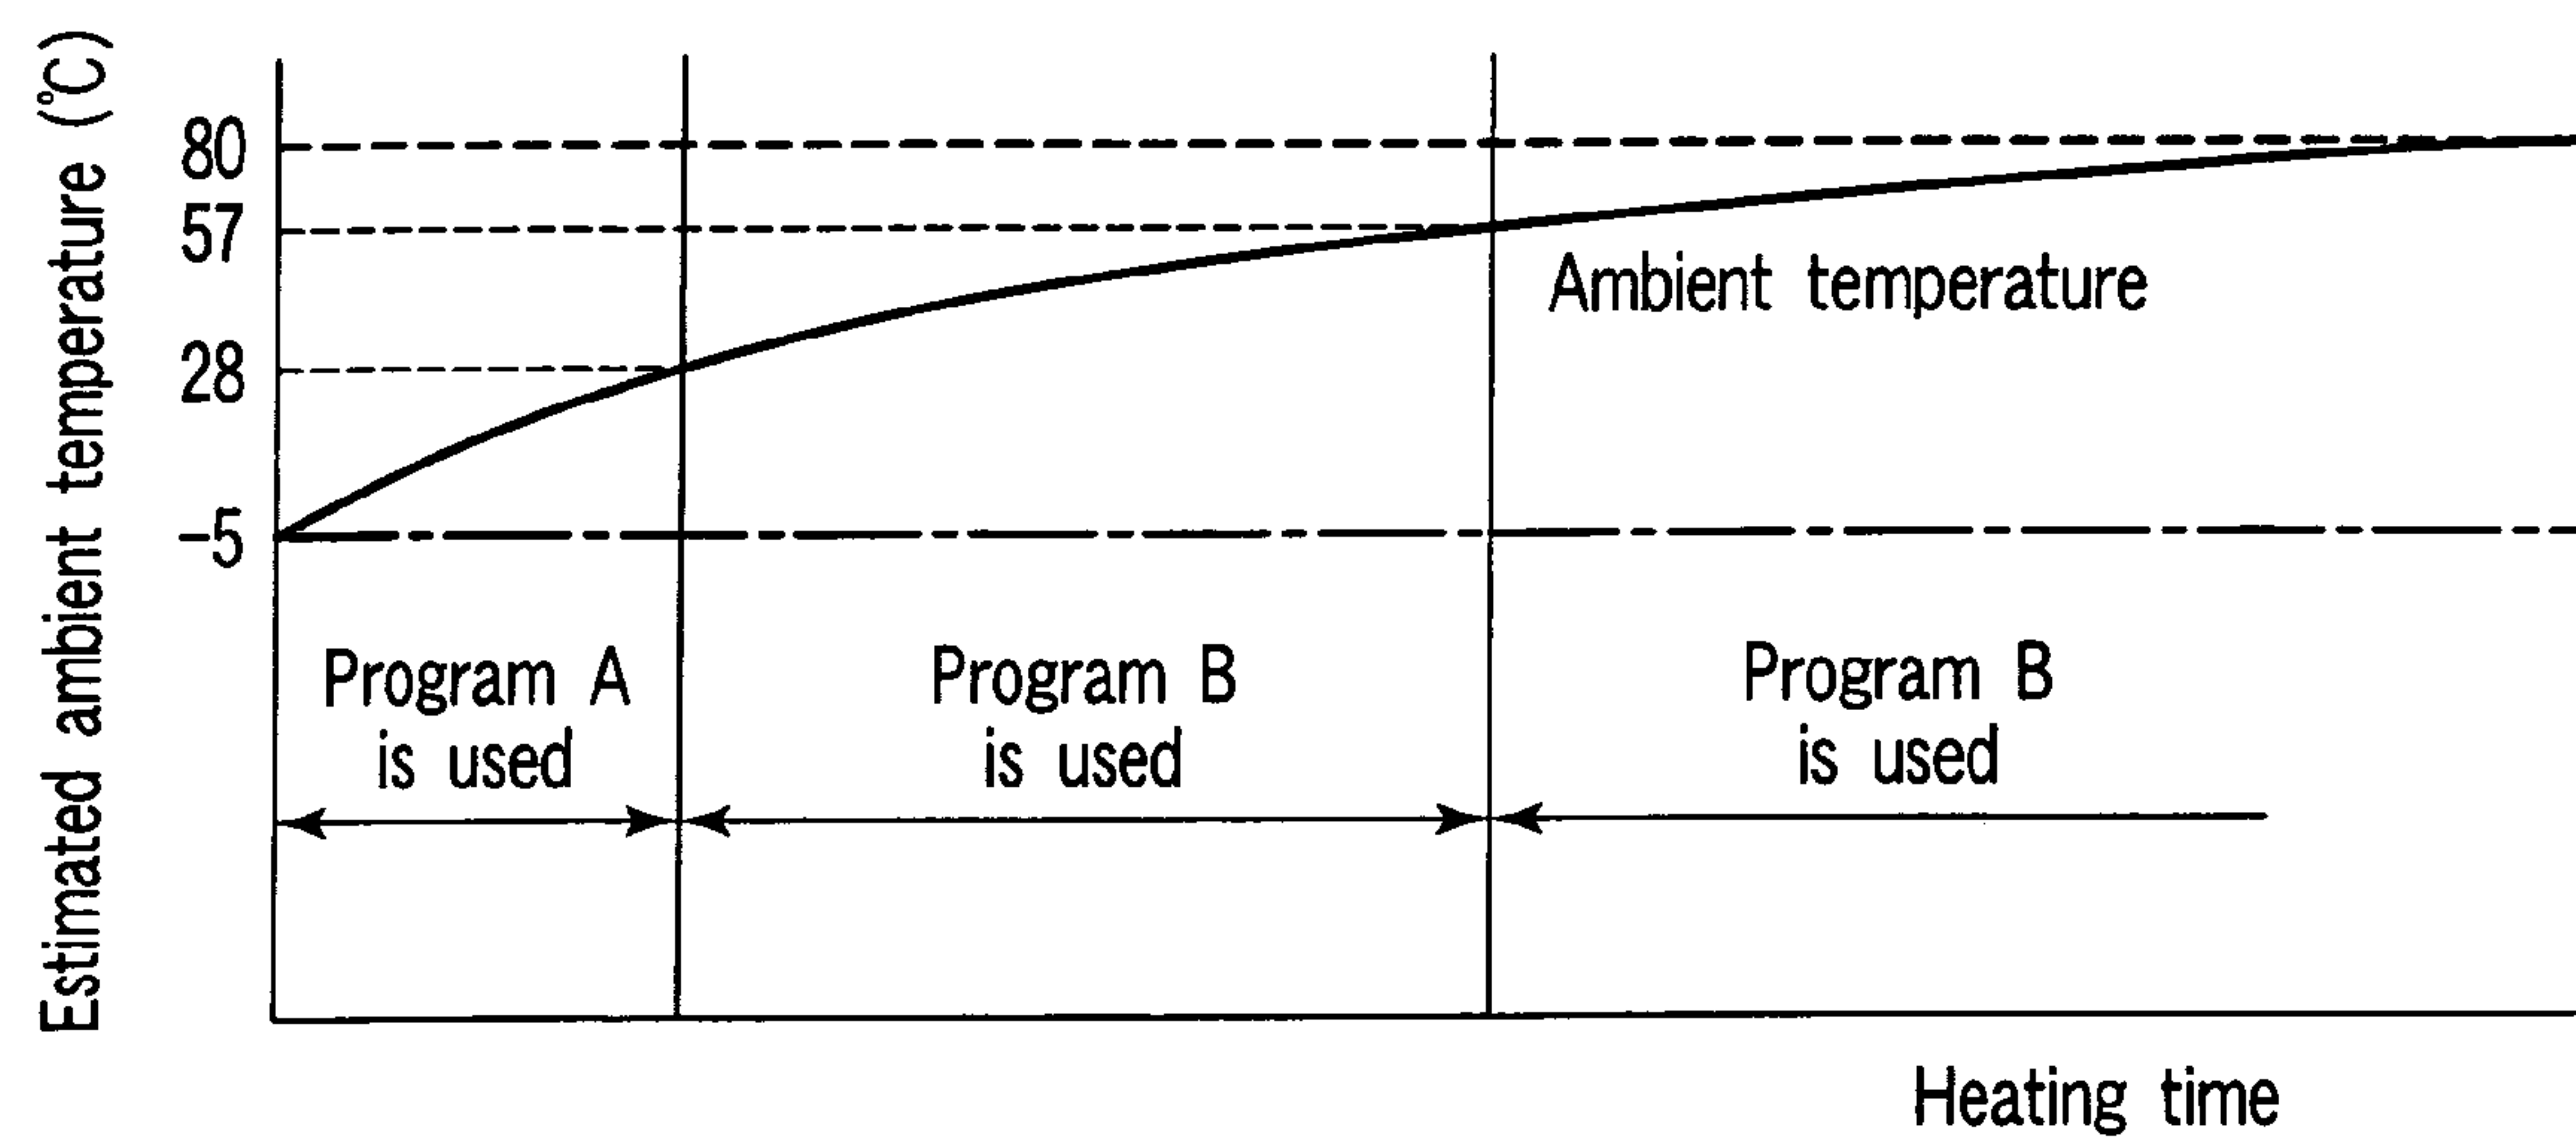 Estimated ambient temperature (°C)
80
57
28
-5
Ambient temperature
Program A
is used
Program B
is used
Program B
is used
Heating time